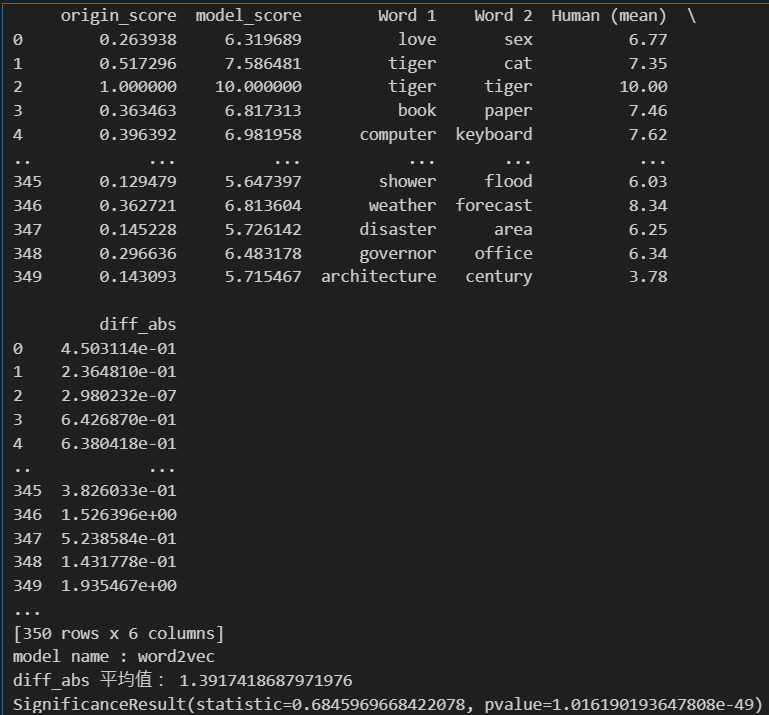 origin_score model_score Word 1 Word 2 Human (mean) \
0 0.263938 6.319689 love sex 6.77
1 0.517296 7.586481 tiger cat 7.35
2 1.000000 10.000000 tiger tiger 10.00
3 0.363463 6.817313 book paper 7.46
4 0.396392 6.981958 computer keyboard 7.62
.. ... ... ... ... ...
345 0.129479 5.647397 shower flood 6.03
346 0.362721 6.813604 weather forecast 8.34
347 0.145228 5.726142 disaster area 6.25
348 0.296636 6.483178 governor office 6.34
349 0.143093 5.715467 architecture century 3.78
diff_abs
0 4.503114e-01
1 2.364810e-01
2 2.980232e-07
3 6.426870e-01
4 6.380418e-01
.. ...
345 3.826033e-01
346 1.526396e+00
347 5.238584e-01
348 1.431778e-01
349 1.935467e+00
...
[350 rows x 6 columns]
model name : word2vec
diff_abs 平均値： 1.3917418687971976
SignificanceResult(statistic=0.6845969668422078, pvalue=1.016190193647808e-49)